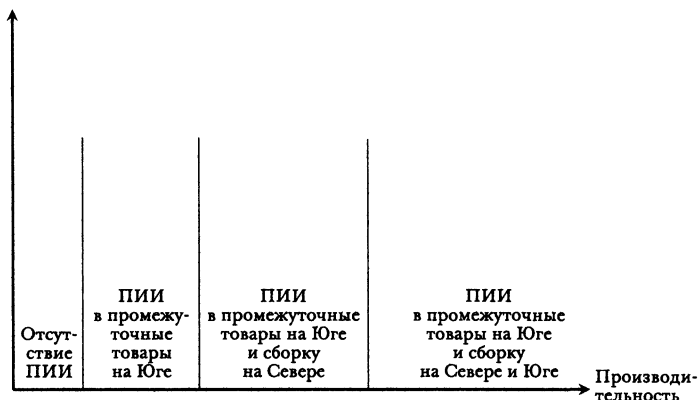 Отсут-
ствие
ПИИ
ПИИ
в промежу-
точные
товары
на Юге
ПИИ
в промежуточные
товары на Юге
и сборку
на Севере
ПИИ
в промежуточные
товары на Юге
и сборку
на Севере и Юге
Производи-
тельность